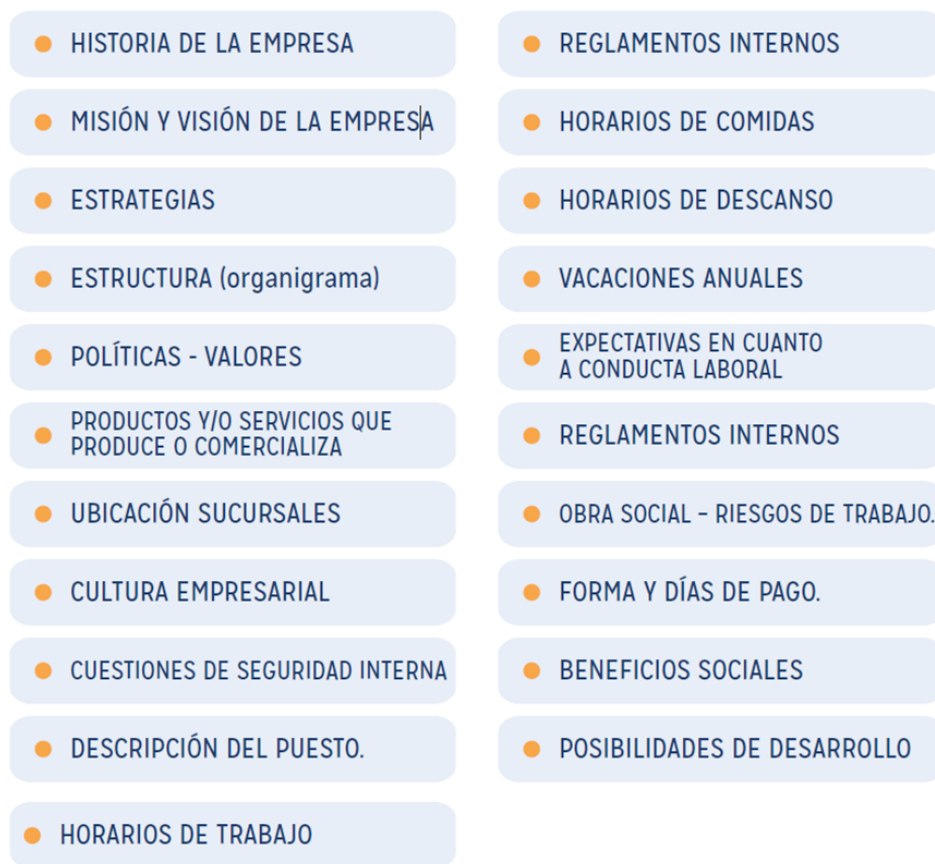 HISTORIA DE LA EMPRESA
MISIÓN Y VISIÓN DE LA EMPRESA
ESTRATEGIAS
ESTRUCTURA (organigrama)
POLÍTICAS - VALORES
PRODUCTOS Y/O SERVICIOS QUE
PRODUCE O COMERCIALIZA
UBICACIÓN SUCURSALES
CULTURA EMPRESARIAL
CUESTIONES DE SEGURIDAD INTERNA
DESCRIPCIÓN DEL PUESTO.
HORARIOS DE TRABAJO
REGLAMENTOS INTERNOS
HORARIOS DE COMIDAS
HORARIOS DE DESCANSO
VACACIONES ANUALES
EXPECTATIVAS EN CUANTO
A CONDUCTA LABORAL
REGLAMENTOS INTERNOS
OBRA SOCIAL – RIESGOS DE TRABAJO.
FORMA Y DÍAS DE PAGO.
BENEFICIOS SOCIALES
POSIBILIDADES DE DESARROLLO